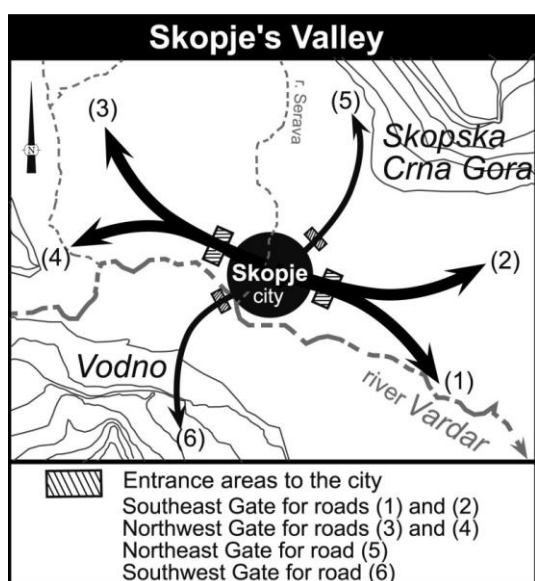 Skopje's Valley
(3)
r. Serava
(5)
Skopska
Crna Gora
N
(4)
Skopje
city
(2)
Vodno
(1)
river Vardar
(6)
Entrance areas to the city
Southeast Gate for roads (1) and (2)
Northwest Gate for roads (3) and (4)
Northeast Gate for road (5)
Southwest Gate for road (6)